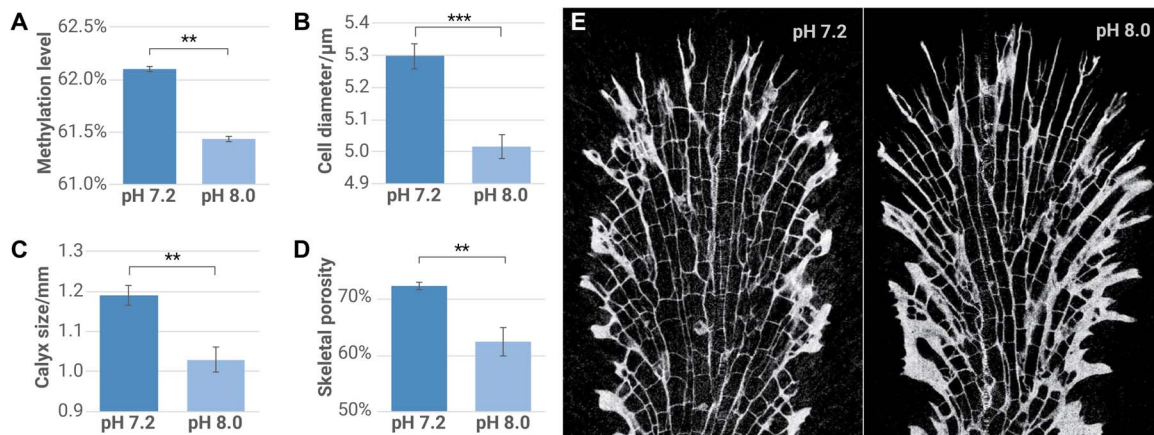 A
Methylation level
62.5%
62.0%
61.5%
61.0%
**
pH 7.2 pH 8.0
B
Cell diameter/µm
5.4
5.3
5.2
5.1
5.0
4.9
***
pH 7.2 pH 8.0
C
Calyx size/mm
1.3
1.2
1.1
1.0
0.9
**
pH 7.2 pH 8.0
D
Skeletal porosity
70%
60%
50%
**
pH 7.2 pH 8.0
E
pH 7.2
pH 8.0